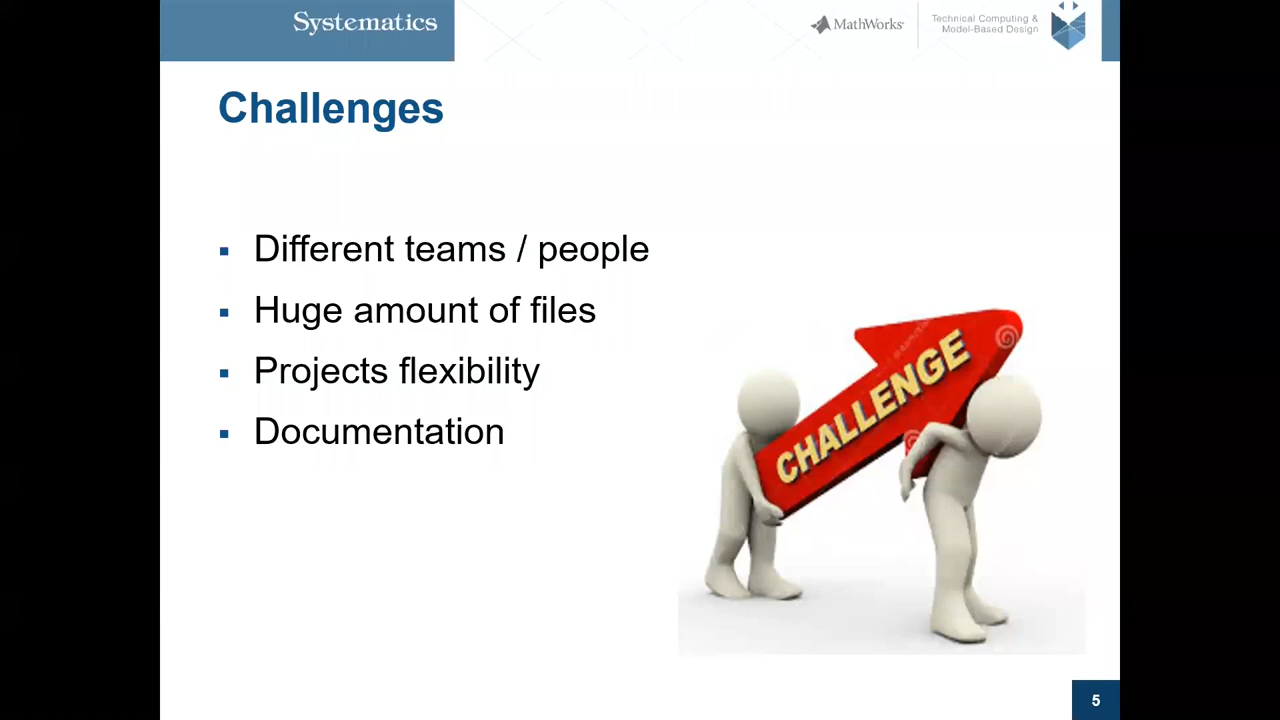 Systematics
MathWorks
Technical Computing &
Model-Based Design
Challenges
Different teams / people
Huge amount of files
Projects flexibility
Documentation
CHALLENGE
5